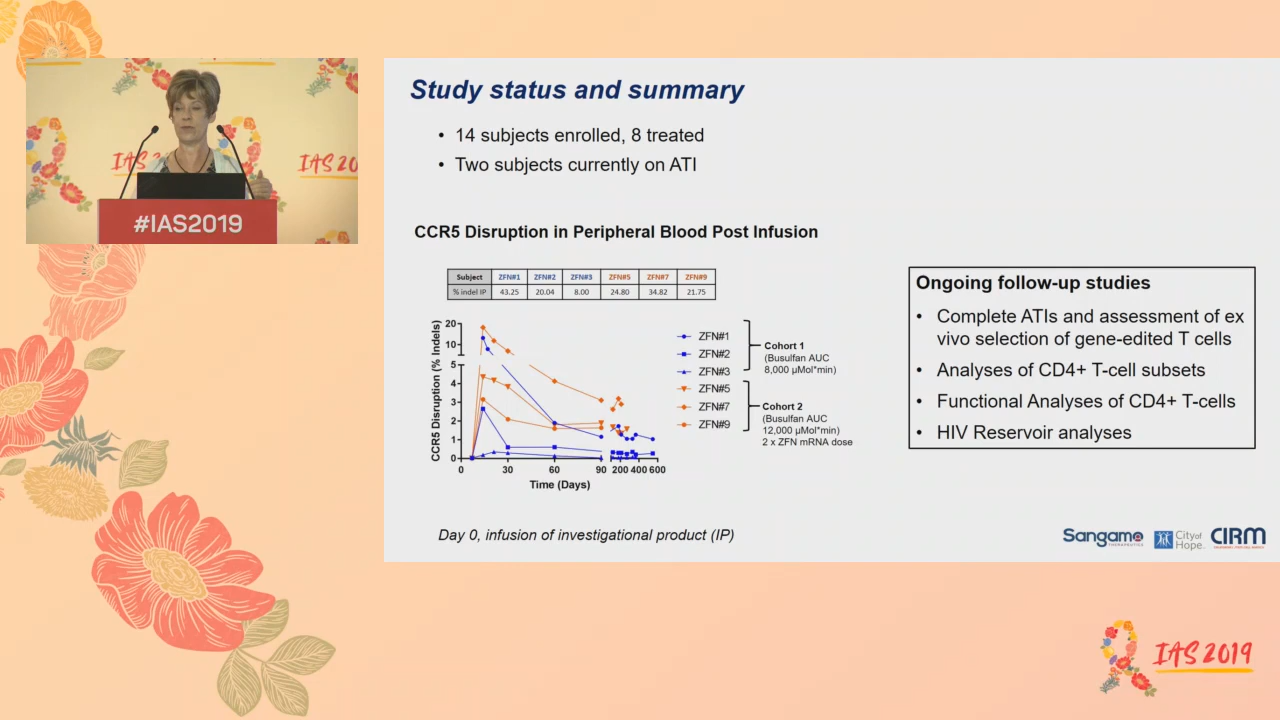 IAS 2
IAS 20
#IAS2019
Study status and summary
• 14 subjects enrolled, 8 treated
• Two subjects currently on ATI
CCR5 Disruption in Peripheral Blood Post Infusion
Subject ZFN#1 ZFN#2 ZFN#3 ZFN#5 ZFN#7 ZFN#9
% indel IP 43.25 20.04 8.00 24.80 34.82 21.75
CCR5 Disruption (% Indels)
20
10
5
4
3
2
1
0
0 30 60 90 200 400 600
Time (Days)
ZFN#1
ZFN#2
ZFN#3
ZFN#5
ZFN#7
ZFN#9
Cohort 1
(Busulfan AUC
8,000 µMol*min)
Cohort 2
(Busulfan AUC
12,000 µMol*min)
2 x ZFN mRNA dose
Day 0, infusion of investigational product (IP)
Ongoing follow-up studies
• Complete ATIs and assessment of ex
vivo selection of gene-edited T cells
• Analyses of CD4+ T-cell subsets
• Functional Analyses of CD4+ T-cells
• HIV Reservoir analyses
Sangamo
THERAPEUTICS
City of
Hope.
CIRM
IAS 2019